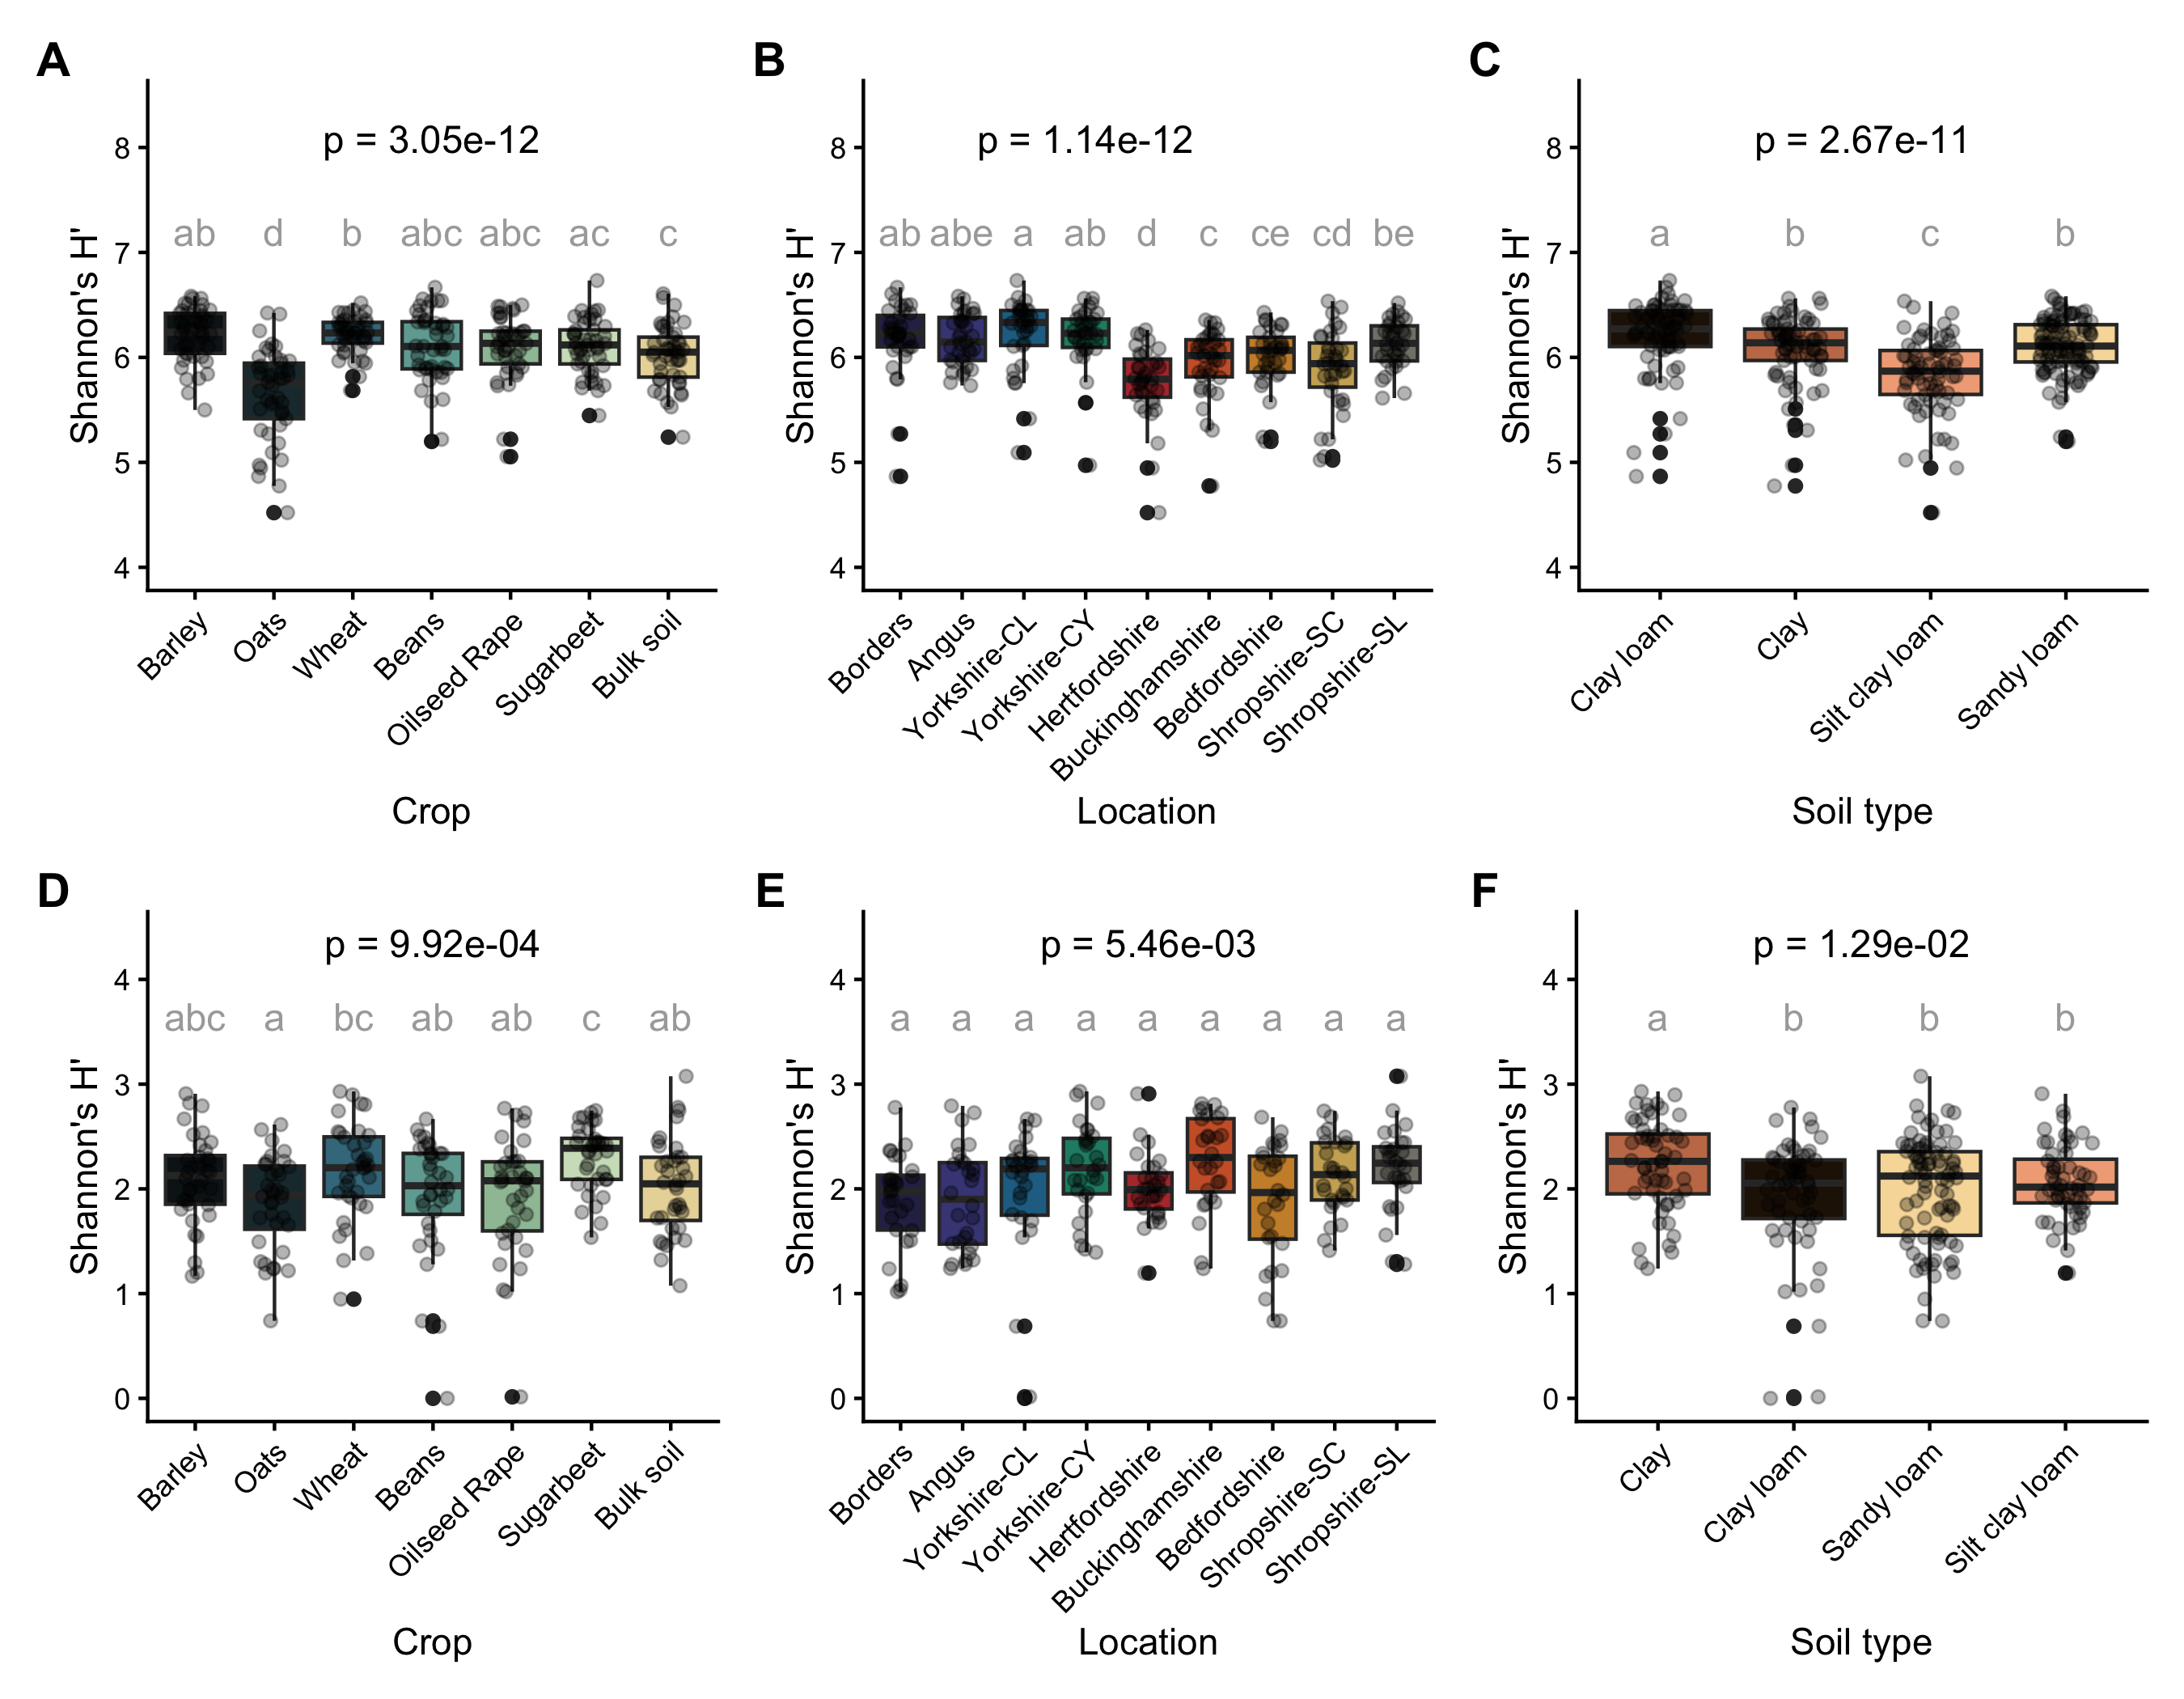 A
p = 3.05e-12
ab d b abc abc ac c
8
7
6
5
4
Shannon's H'
Barley
Oats
Wheat
Beans
Oilseed Rape
Sugarbeet
Bulk soil
Crop
B
p = 1.14e-12
ab abe a ab d c ce cd be
8
7
6
5
4
Shannon's H'
Borders
Angus
Yorkshire-CL
Yorkshire-CY
Hertfordshire
Buckinghamshire
Bedfordshire
Shropshire-SC
Shropshire-SL
Location
C
p = 2.67e-11
a b c b
8
7
6
5
4
Shannon's H'
Clay loam
Clay
Silt clay loam
Sandy loam
Soil type
D
p = 9.92e-04
abc a bc ab ab c ab
4
3
2
1
0
Shannon's H'
Barley
Oats
Wheat
Beans
Oilseed Rape
Sugarbeet
Bulk soil
Crop
E
p = 5.46e-03
a a a a a a a a a
4
3
2
1
0
Shannon's H'
Borders
Angus
Yorkshire-CL
Yorkshire-CY
Hertfordshire
Buckinghamshire
Bedfordshire
Shropshire-SC
Shropshire-SL
Location
F
p = 1.29e-02
a b b b
4
3
2
1
0
Shannon's H'
Clay
Clay loam
Sandy loam
Silt clay loam
Soil type